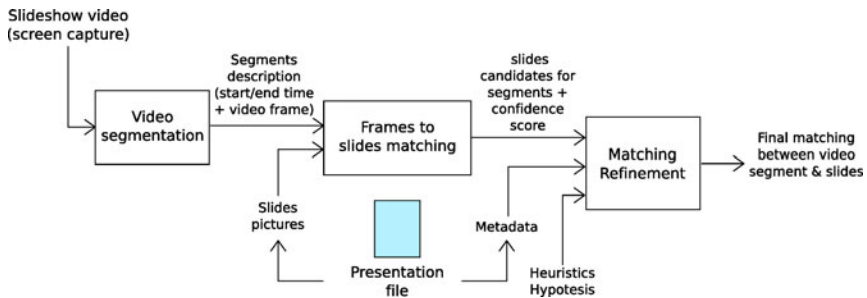 Slideshow video
(screen capture)
Video
segmentation
Segments
description
(start/end time
+ video frame)
Frames to
slides matching
slides
candidates for
segments +
confidence
score
Matching
Refinement
Final matching
between video
segment & slides
Slides
pictures
Presentation
file
Metadata
Heuristics
Hypotesis